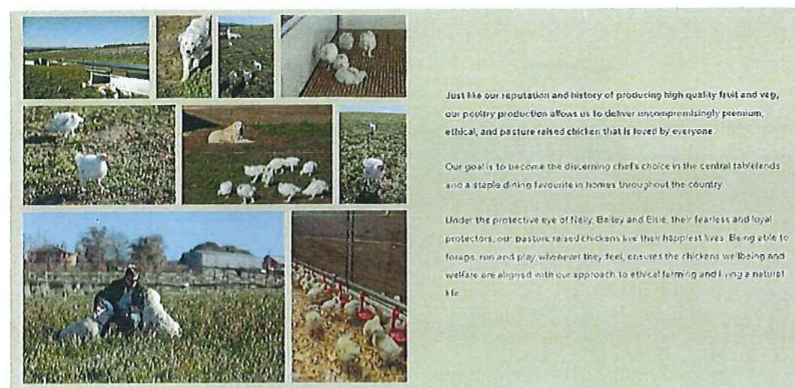 Just like our reputation and history of producing high quality fruit and veg,
our poultry production allows us to deliver uncompromisingly premium,
ethical, and pasture raised chicken that is loved by everyone.
Our goal is to become the discerning chef's choice in the central tablelands
and a staple dining favourite in homes throughout the country.
Under the protective eye of Nelly, Bailey and Elsie, their fearless and loyal
protectors, our pasture raised chickens live their happiest lives. Being able to
forage, run and play whenever they feel, ensures the chickens wellbeing and
welfare are aligned with our approach to ethical farming and living a natural
life.